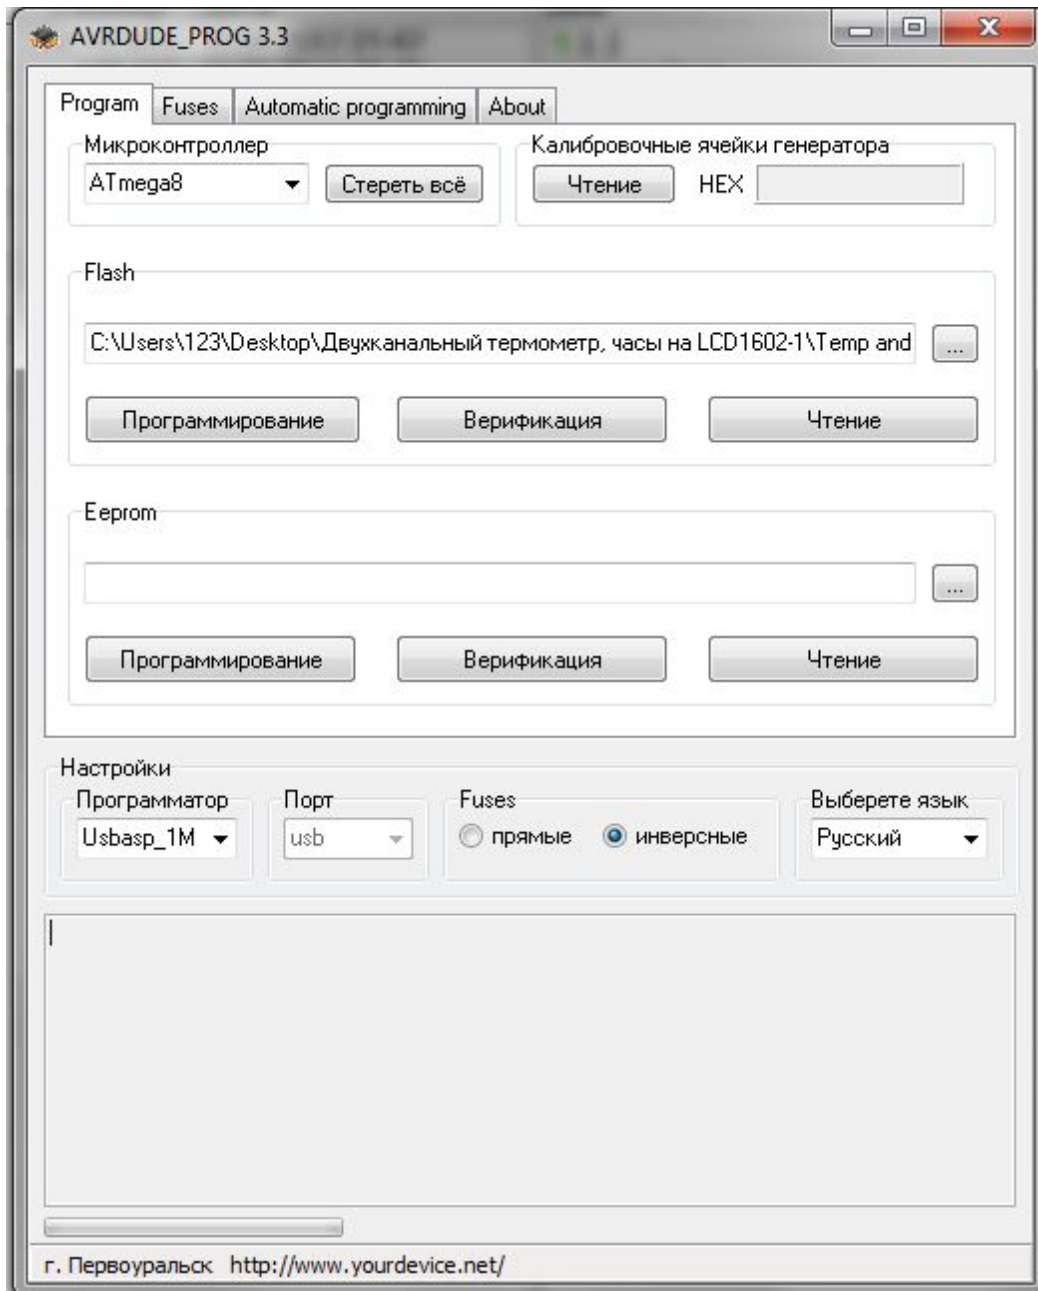 AVRDUDE_PROG 3.3
Program Fuses Automatic programming About
Микроконтроллер Калибровочные ячейки генератора
ATmega8 Стереть всё Чтение HEX
Flash
C:\Users\123\Desktop\Двухканальный термометр, часы на LCD1602-1\Temp and ...
Программирование Верификация Чтение
Eeprom
...
Программирование Верификация Чтение
Настройки
Программатор Порт Fuses Выберете язык
Usbasp_1M usb прямые инверсные Русский
г. Первоуральск http://www.yourdevice.net/